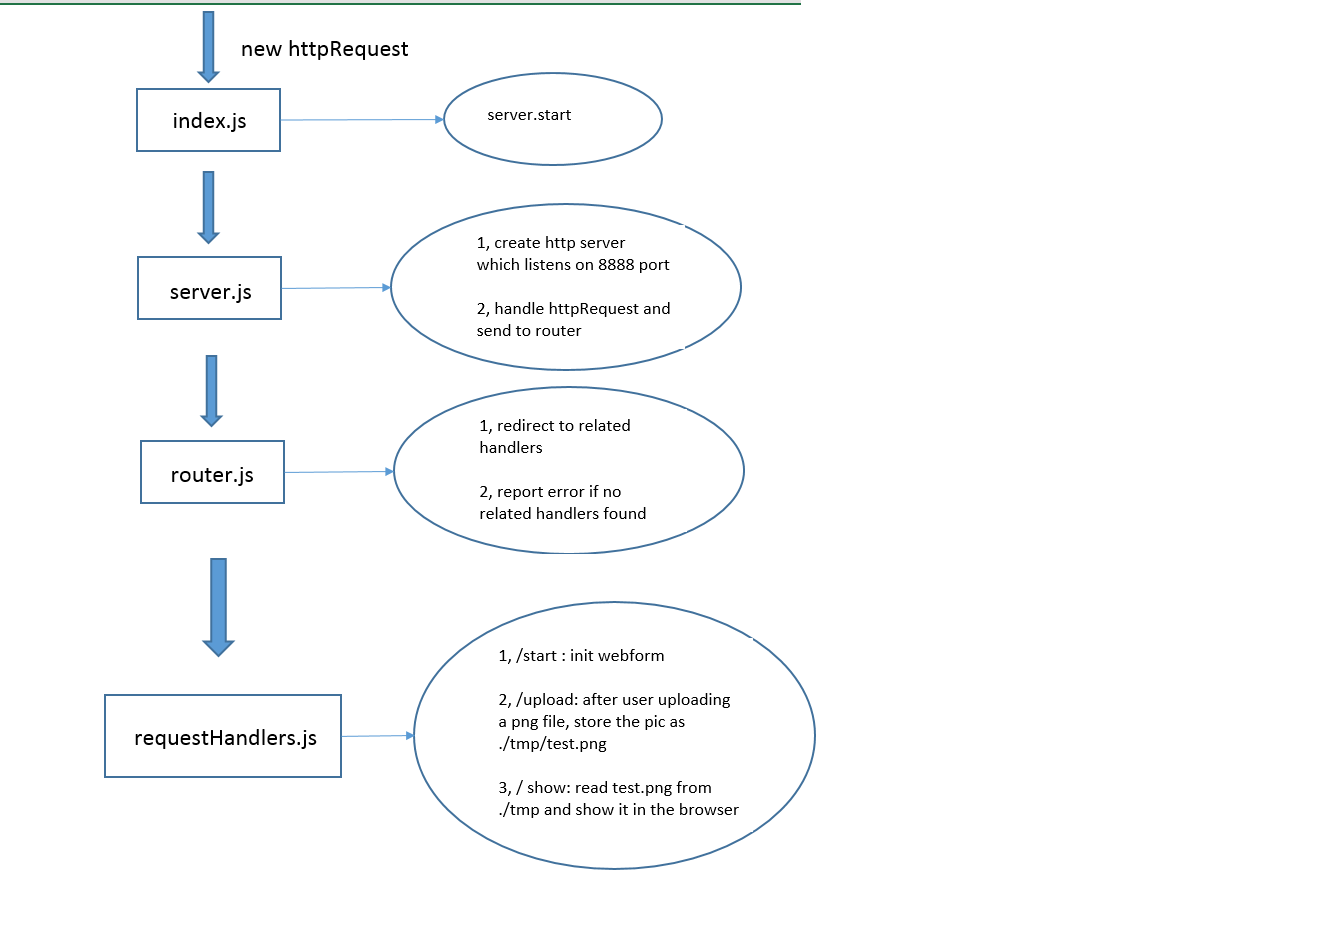 new httpRequest
index.js
server.start
server.js
1, create http server
which listens on 8888 port
2, handle httpRequest and
send to router
router.js
1, redirect to related
handlers
2, report error if no
related handlers found
requestHandlers.js
1, /start : init webform
2, /upload: after user uploading
a png file, store the pic as
./tmp/test.png
3, / show: read test.png from
./tmp and show it in the browser